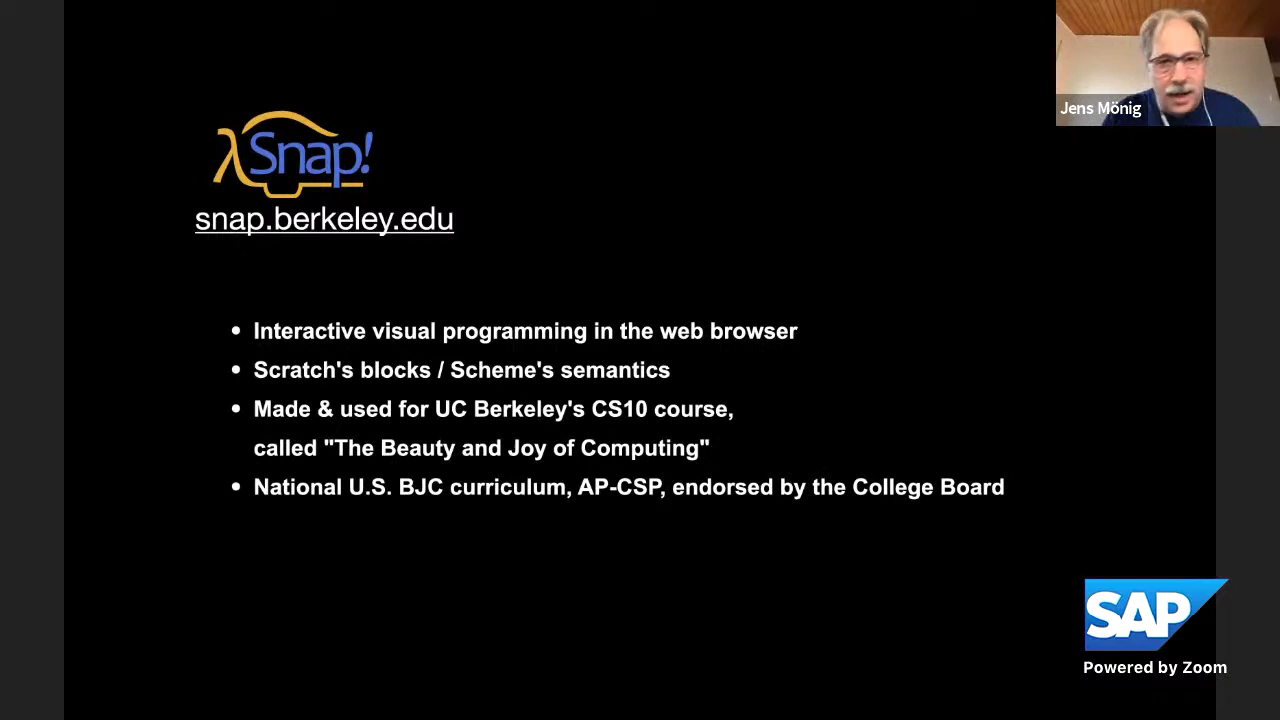 λSnap!
snap.berkeley.edu
• Interactive visual programming in the web browser
• Scratch's blocks / Scheme's semantics
• Made & used for UC Berkeley's CS10 course,
called "The Beauty and Joy of Computing"
• National U.S. BJC curriculum, AP-CSP, endorsed by the College Board
Jens Mönig
SAP
Powered by Zoom